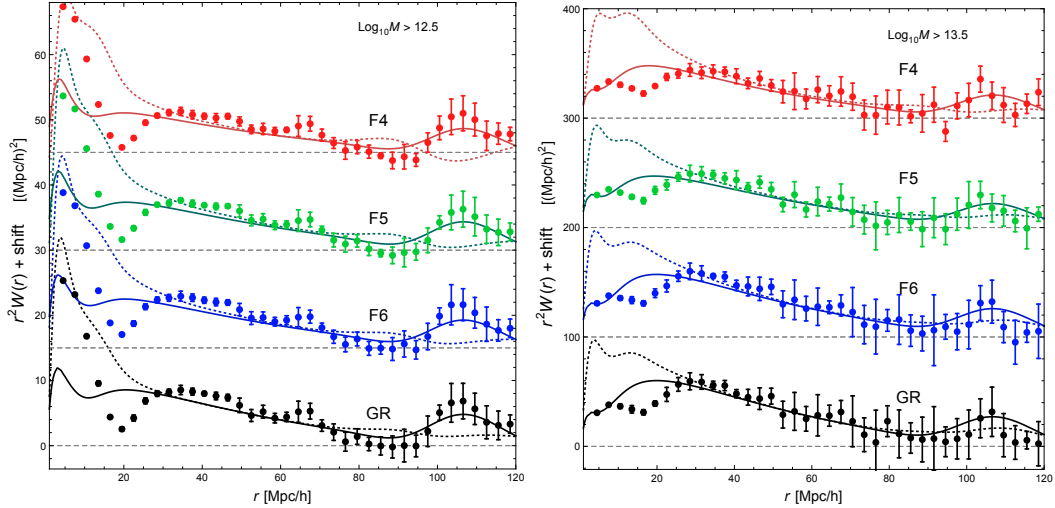 Log₁₀M > 12.5
F4
F5
F6
GR
r²W(r) + shift [(Mpc/h)²]
0
10
20
30
40
50
60
20
40
60
80
100
120
r [Mpc/h]
Log₁₀M > 13.5
F4
F5
F6
GR
r²W(r) + shift [(Mpc/h)²]
0
100
200
300
400
0
20
40
60
80
100
120
r [Mpc/h]